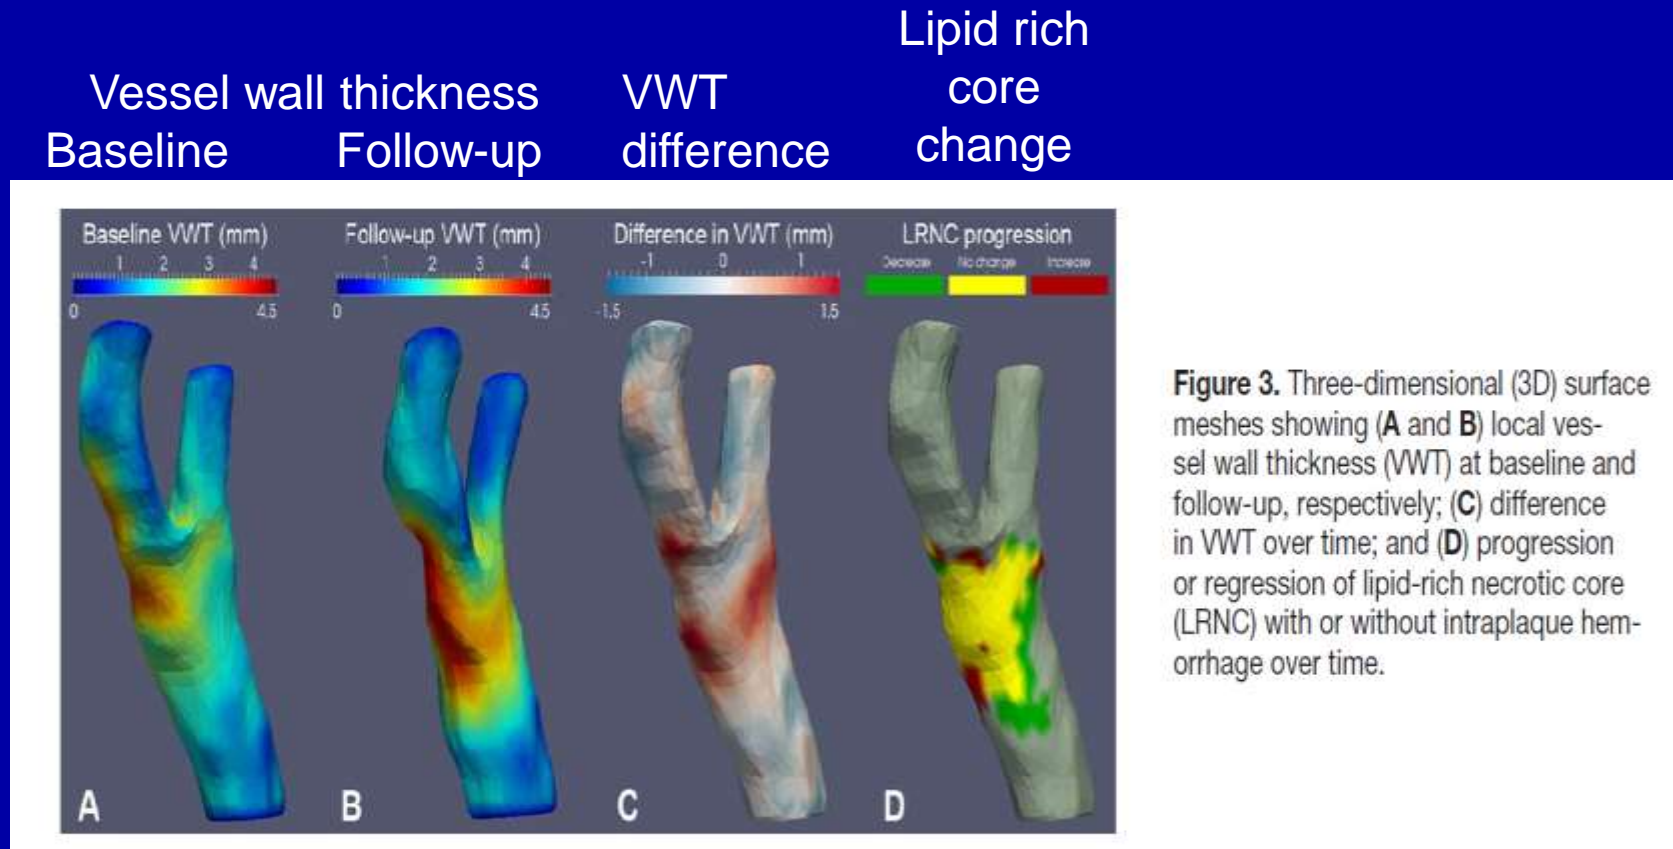 Lipid rich
core
change
Vessel wall thickness
Baseline Follow-up
VWT
difference
Baseline VWT (mm)
1 2 3 4
0 4.5
Follow-up VWT (mm)
1 2 3 4
0 4.5
Difference in VWT (mm)
-1 0 1
-1.5 1.5
LRNC progression
Decrease No change Increase
A B C D
Figure 3. Three-dimensional (3D) surface
meshes showing (A and B) local ves-
sel wall thickness (VWT) at baseline and
follow-up, respectively; (C) difference
in VWT over time; and (D) progression
or regression of lipid-rich necrotic core
(LRNC) with or without intraplaque hem-
orrhage over time.